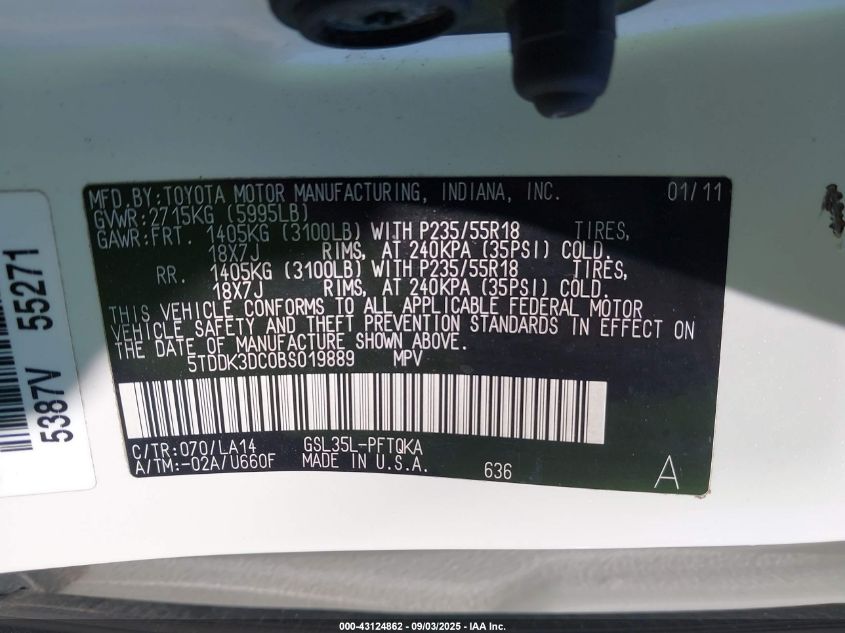 MFD.BY:TOYOTA MOTOR MANUFACTURING, INDIANA, INC. 01/11
GVWR:2715KG (5995LB)
GAWR:FRT. 1405KG (3100LB) WITH P235/55R18 TIRES,
18X7J RIMS, AT 240KPA (35PSI) COLD.
RR. 1405KG (3100LB) WITH P235/55R18 TIRES,
18X7J RIMS, AT 240KPA (35PSI) COLD.
THIS VEHICLE CONFORMS TO ALL APPLICABLE FEDERAL MOTOR
VEHICLE SAFETY AND THEFT PREVENTION STANDARDS IN EFFECT ON
THE DATE OF MANUFACTURE SHOWN ABOVE.
5TDDK3DC0BS019889 MPV
C/TR:070/LA14 GSL35L-PFTQKA
A/TM:-02A/U660F MADE IN U.S.A. 636 A
5387V 55271
000-43124862 - 09/03/2025 - IAA Inc.